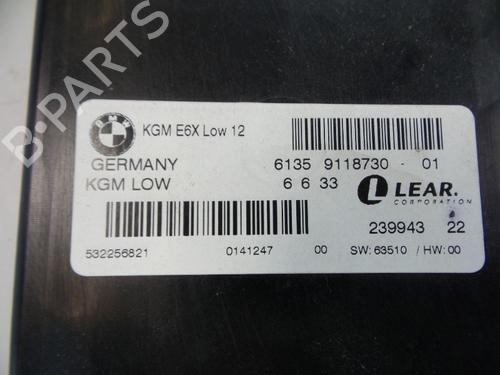 B-PARTS
BMW
KGM E6X Low 12
GERMANY 6135 9118730 - 01
KGM LOW 6 6 33 L LEAR.
CORPORATION
239943 22
532256821 0141247 00 SW: 63510 / HW: 00